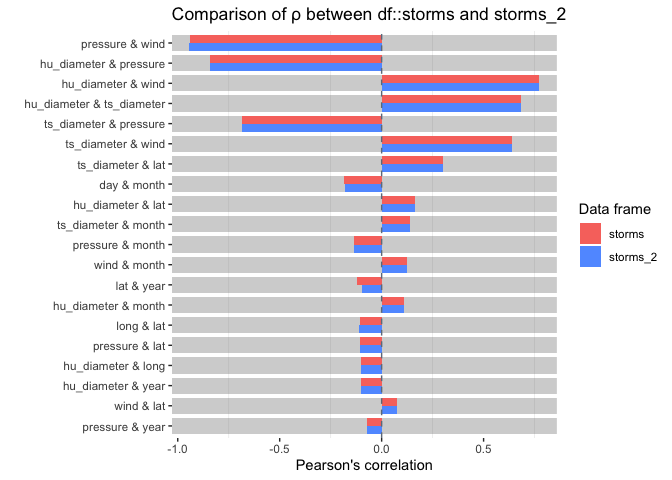 Comparison of ρ between df::storms and storms_2
pressure & wind
hu_diameter & pressure
hu_diameter & wind
hu_diameter & ts_diameter
ts_diameter & pressure
ts_diameter & wind
ts_diameter & lat
day & month
hu_diameter & lat
ts_diameter & month
pressure & month
wind & month
lat & year
hu_diameter & month
long & lat
pressure & lat
hu_diameter & long
hu_diameter & year
wind & lat
pressure & year
-1.0 -0.5 0.0 0.5
Pearson's correlation
Data frame
storms
storms_2